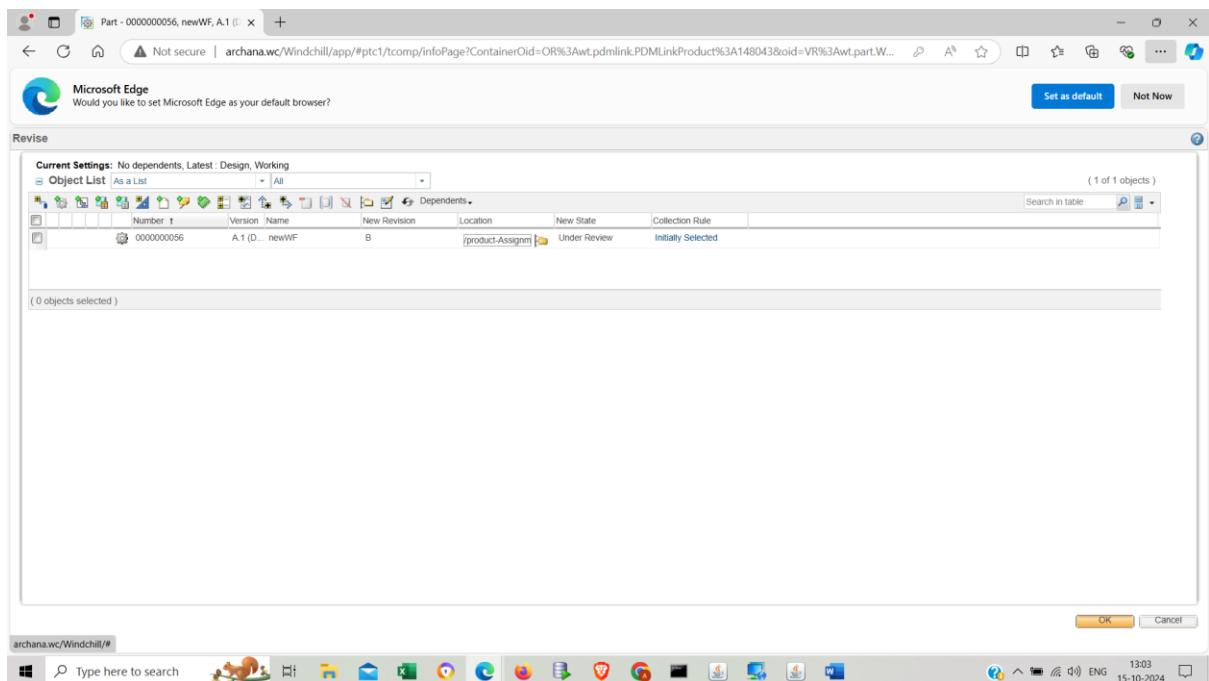 Part - 0000000056, newWF, A.1 (D
Not secure | archana.wc/Windchill/app/#ptc1/tcomp/infoPage?ContainerOid=OR%3Awt.pdmlink.PDMLinkProduct%3A148043&oid=VR%3Awt.part.W...
Microsoft Edge
Would you like to set Microsoft Edge as your default browser?
Set as default Not Now
Revise
Current Settings: No dependents, Latest : Design, Working
Object List As a List All ( 1 of 1 objects )
Dependents Search in table
Number Version Name New Revision Location New State Collection Rule
0000000056 A.1 (D... newWF B /product-Assignm Under Review Initially Selected
( 0 objects selected )
OK Cancel
archana.wc/Windchill/#
Type here to search ENG 13:03
15-10-2024